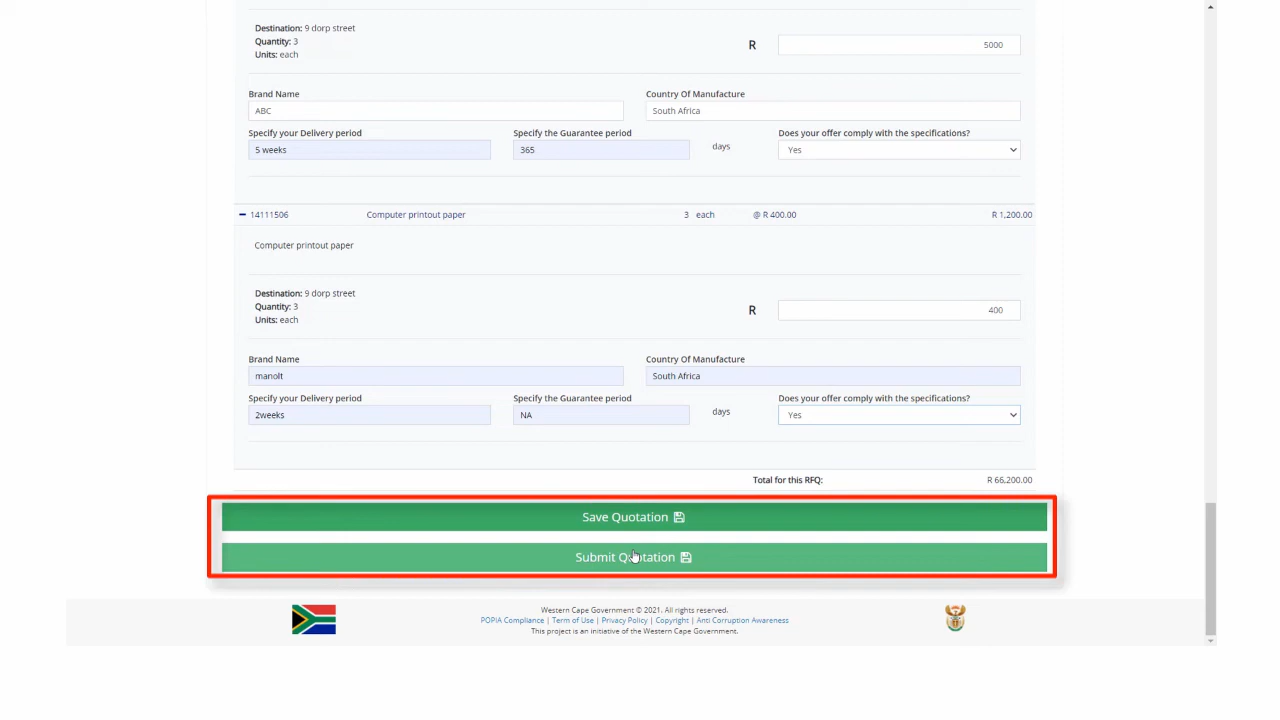 Destination: 9 dorp street
Quantity: 3
Units: each
R 5000
Brand Name Country Of Manufacture
ABC South Africa
Specify your Delivery period Specify the Guarantee period Does your offer comply with the specifications?
5 weeks 365 days Yes
14111506 Computer printout paper 3 each @ R 400.00 R 1,200.00
Computer printout paper
Destination: 9 dorp street
Quantity: 3
Units: each
R 400
Brand Name Country Of Manufacture
manolt South Africa
Specify your Delivery period Specify the Guarantee period Does your offer comply with the specifications?
2weeks NA days Yes
Total for this RFQ: R 66,200.00
Save Quotation
Submit Quotation
Western Cape Government © 2021. All rights reserved.
POPIA Compliance | Term of Use | Privacy Policy | Copyright | Anti Corruption Awareness
This project is an initiative of the Western Cape Government.